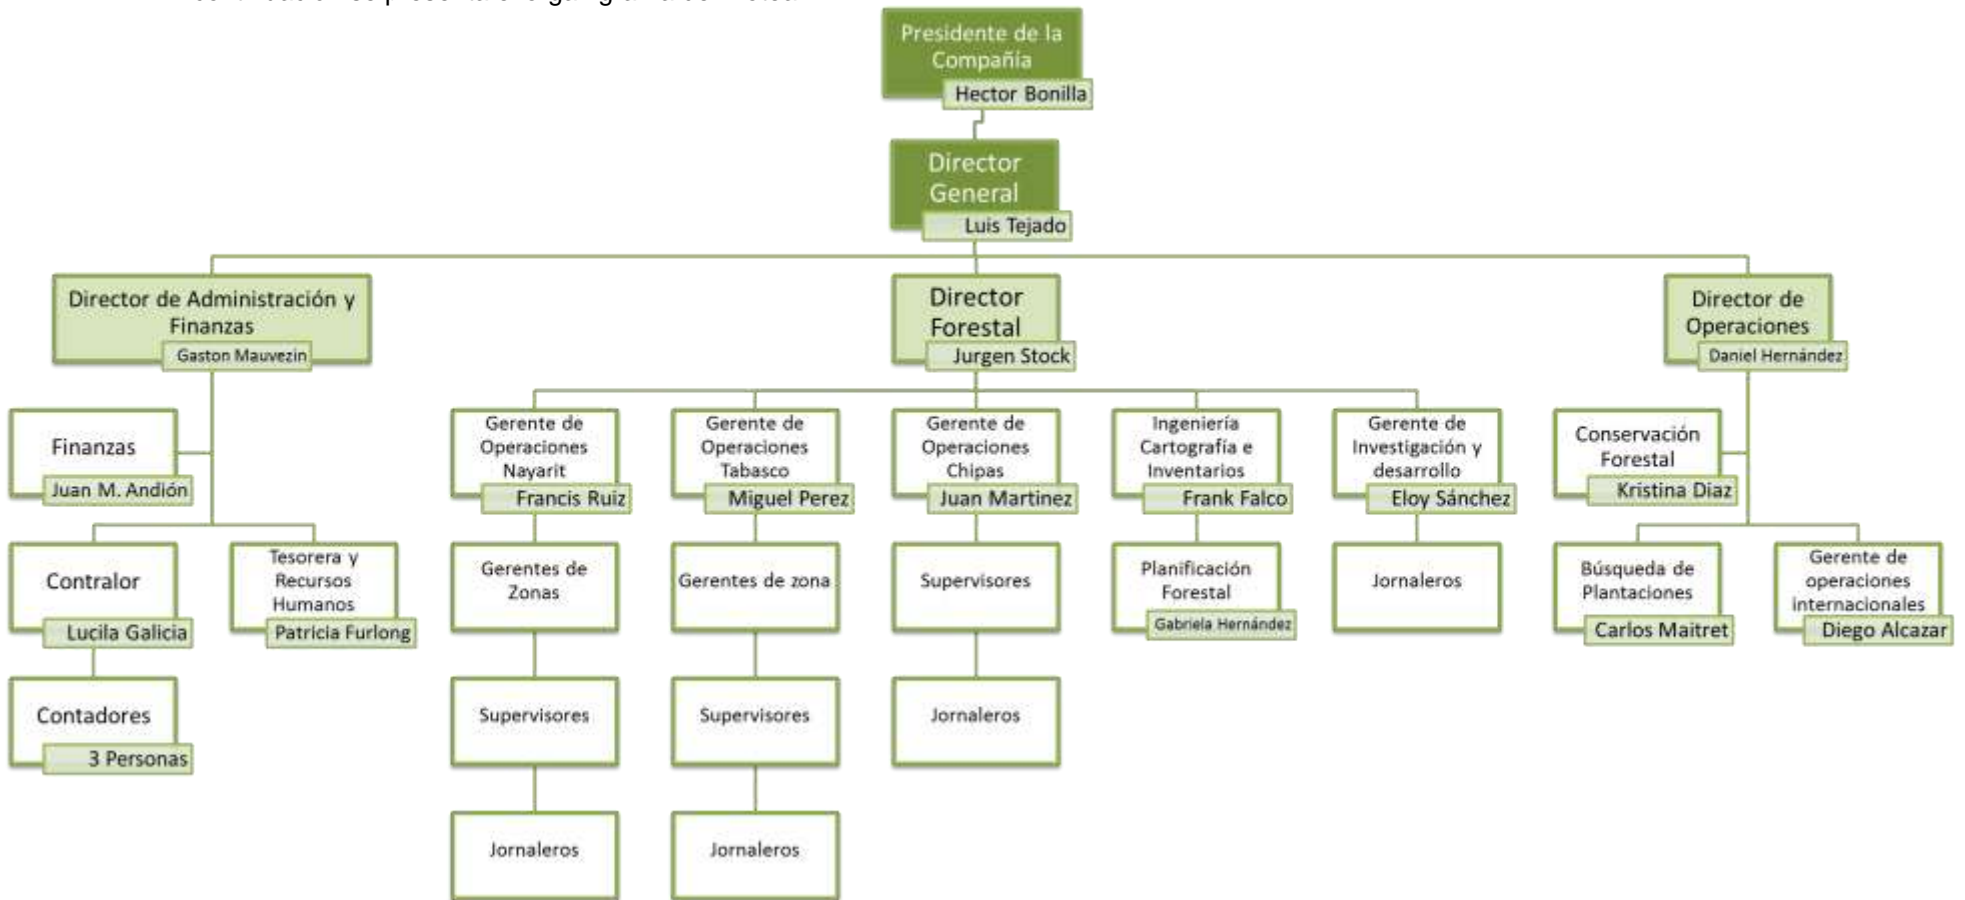 Presidente de la
Compañía
Hector Bonilla
Director
General
Luis Tejado
Director de Administración y
Finanzas
Gaston Mauvezin
Director
Forestal
Jurgen Stock
Director de
Operaciones
Daniel Hernández
Finanzas
Juan M. Andión
Gerente de
Operaciones
Nayarit
Francis Ruiz
Gerente de
Operaciones
Tabasco
Miguel Perez
Gerente de
Operaciones
Chipas
Juan Martinez
Ingeniería
Cartografía e
Inventarios
Frank Falco
Gerente de
Investigación y
desarrollo
Eloy Sánchez
Conservación
Forestal
Kristina Diaz
Contralor
Lucila Galicia
Tesorera y
Recursos
Humanos
Patricia Furlong
Gerentes de
Zonas
Gerentes de zona
Supervisores
Planificación
Forestal
Gabriela Hernández
Jornaleros
Búsqueda de
Plantaciones
Carlos Maitret
Gerente de
operaciones
internacionales
Diego Alcazar
Contadores
3 Personas
Supervisores
Supervisores
Jornaleros
Jornaleros
Jornaleros